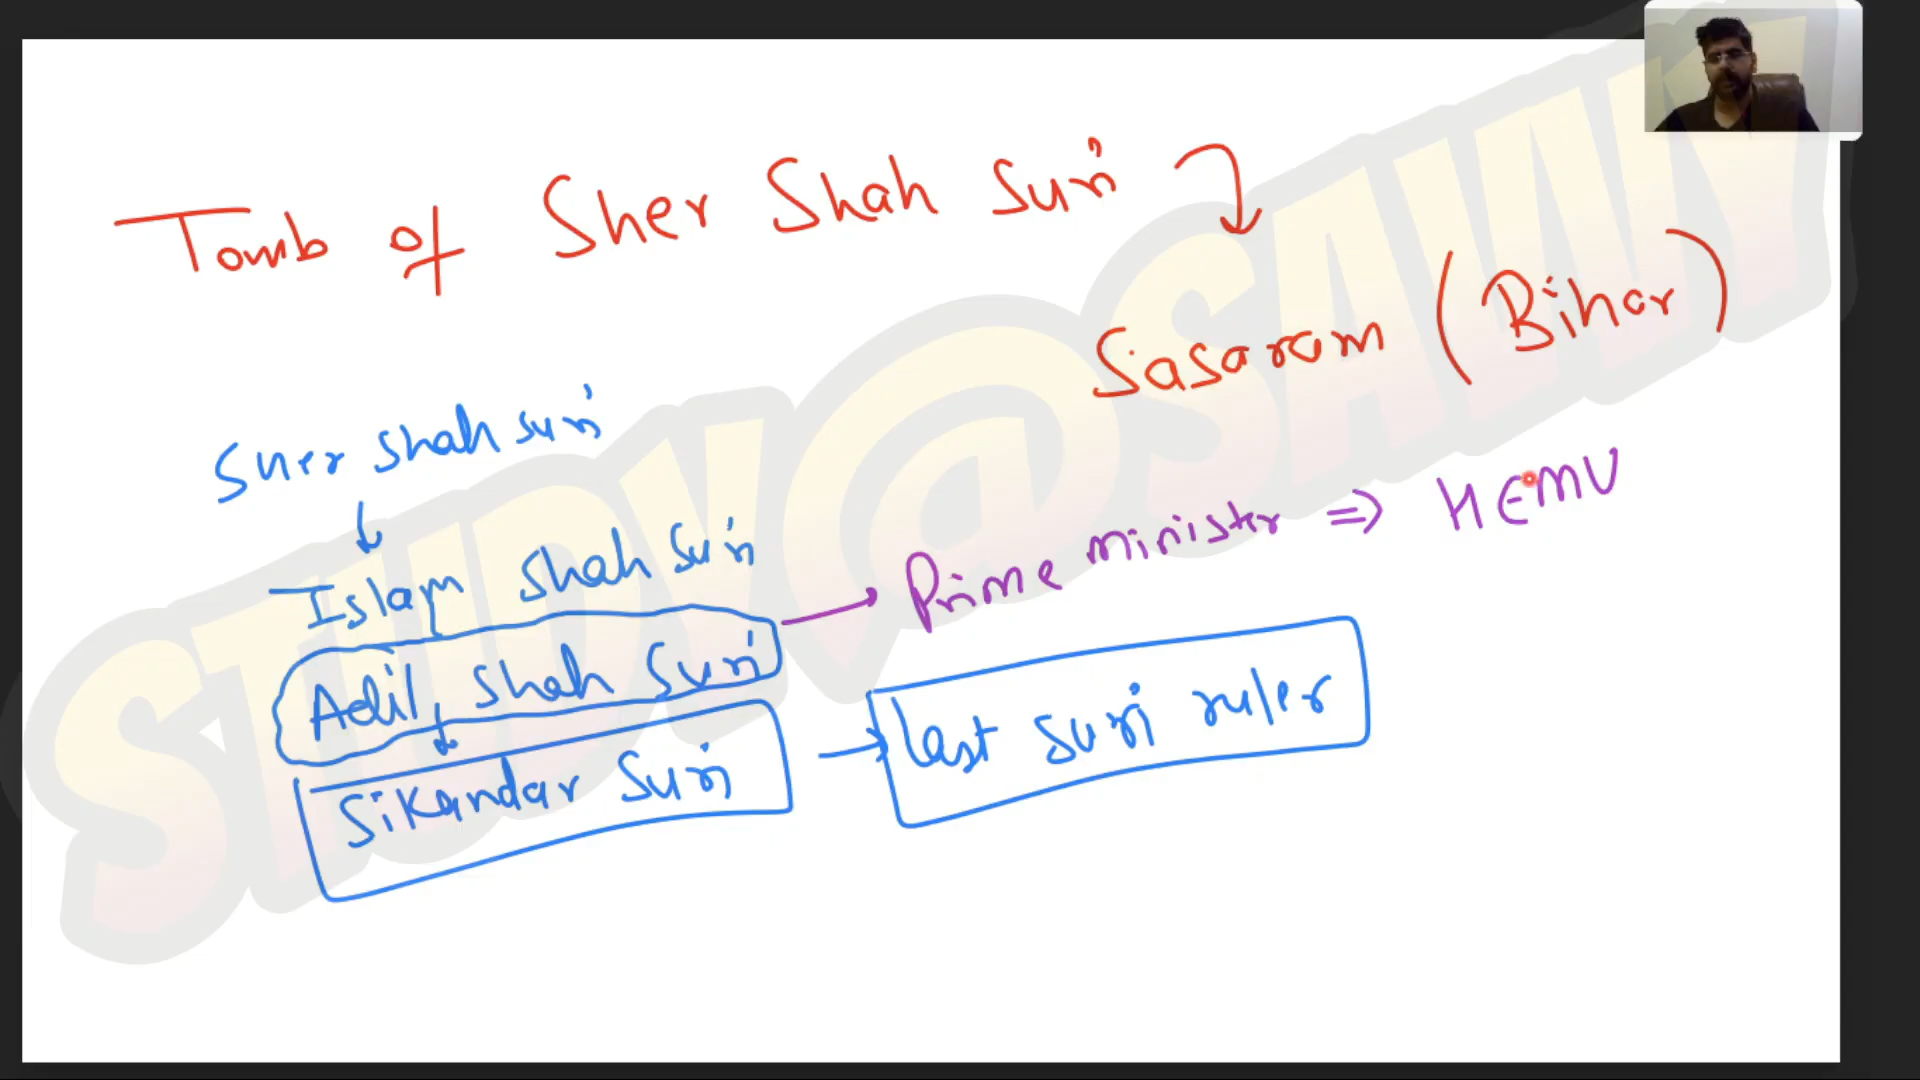 Tomb of Sher Shah Suri
Sasaram (Bihar)
Sher Shah Suri
Islam Shah Suri
Prime minister ⇒ HEMU
Adil Shah Suri
last suri ruler
Sikandar Suri
STUDY@SAVVY